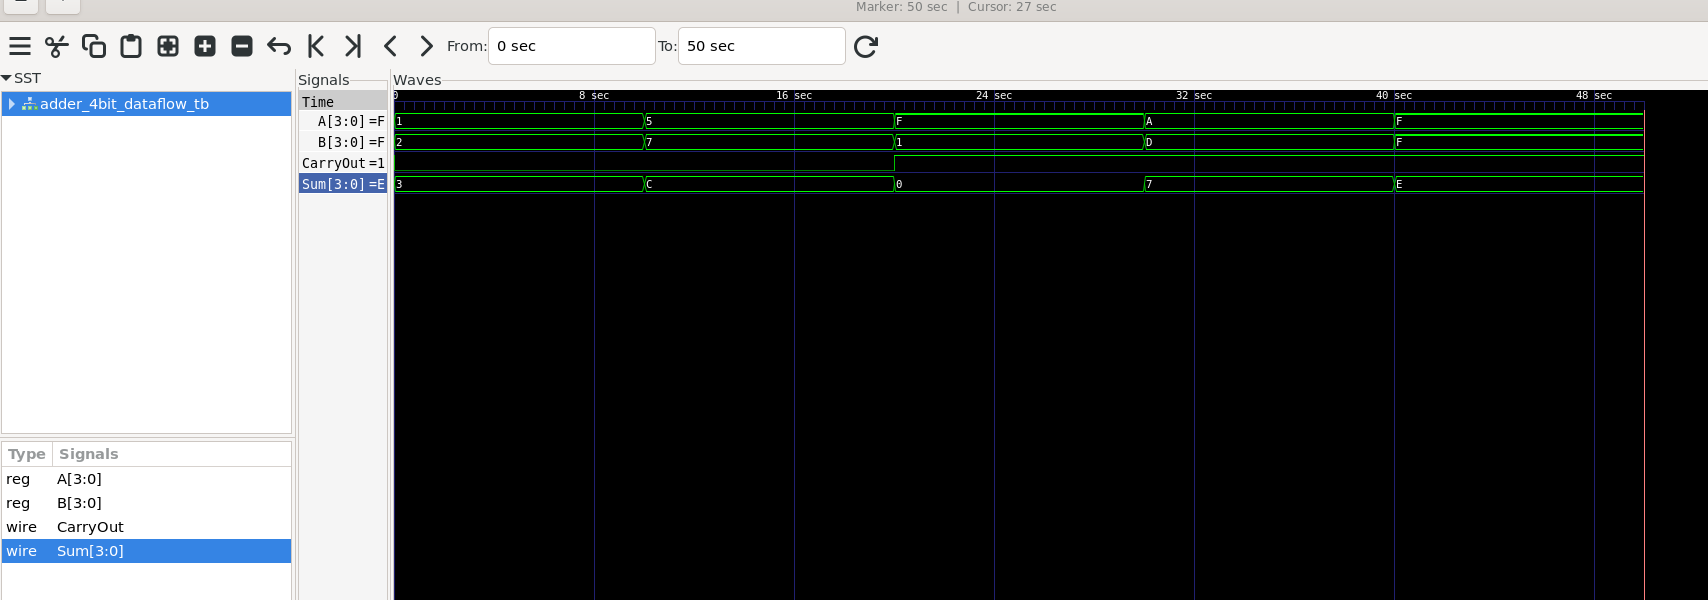 Marker: 50 sec | Cursor: 27 sec
From: 0 sec To: 50 sec
SST
adder_4bit_dataflow_tb
Type Signals
reg A[3:0]
reg B[3:0]
wire CarryOut
wire Sum[3:0]
Signals
Time
A[3:0] =F
B[3:0] =F
CarryOut =1
Sum[3:0] =E
Waves
0 8 sec 16 sec 24 sec 32 sec 40 sec 48 sec
1 5 F A F
2 7 1 D F
3 C 0 7 E